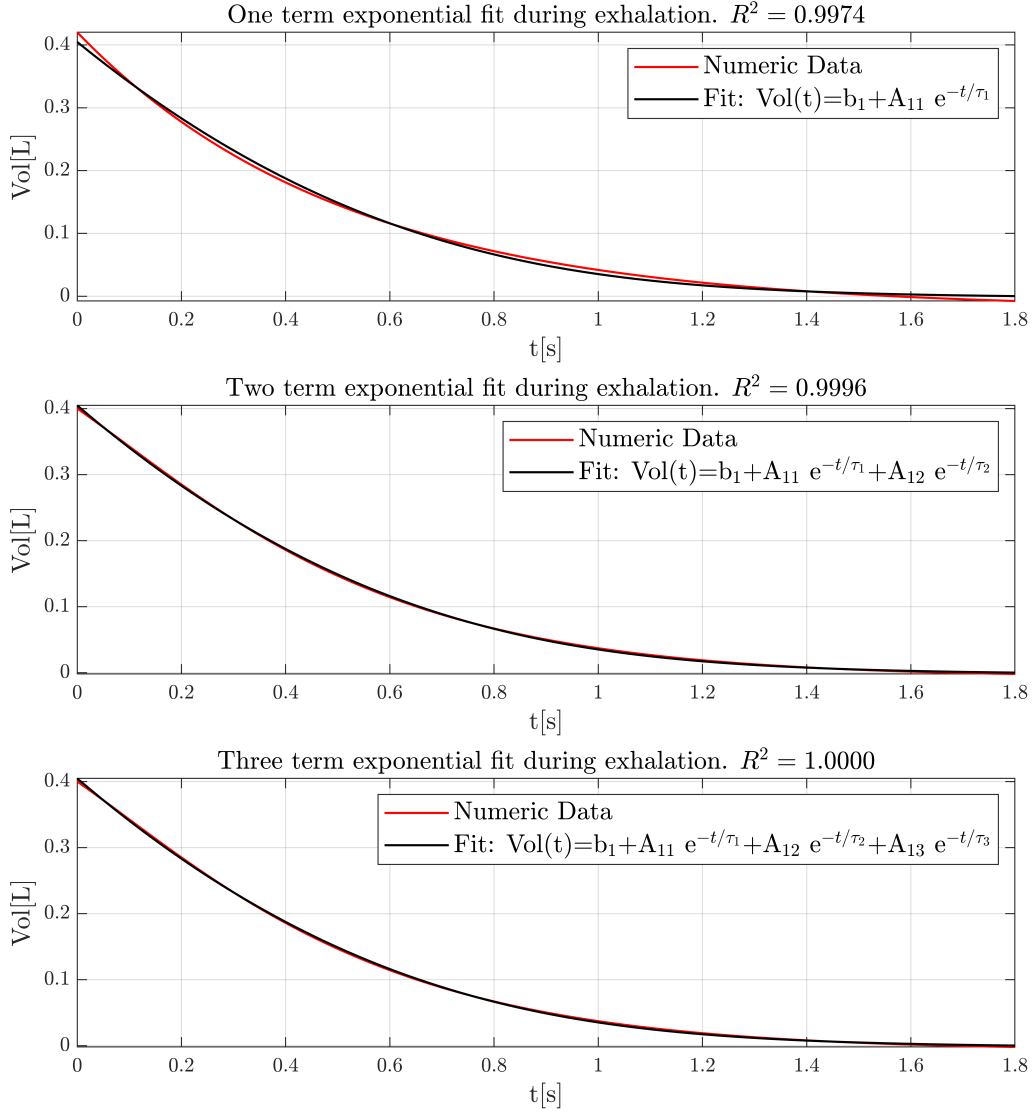 One term exponential fit during exhalation. R² = 0.9974
Vol[L]
0.4
0.3
0.2
0.1
0
Numeric Data
Fit: Vol(t)=b₁+A₁₁ e^{−t/τ₁}
0 0.2 0.4 0.6 0.8 1 1.2 1.4 1.6 1.8
t[s]
Two term exponential fit during exhalation. R² = 0.9996
Vol[L]
0.4
0.3
0.2
0.1
0
Numeric Data
Fit: Vol(t)=b₁+A₁₁ e^{−t/τ₁}+A₁₂ e^{−t/τ₂}
0 0.2 0.4 0.6 0.8 1 1.2 1.4 1.6 1.8
t[s]
Three term exponential fit during exhalation. R² = 1.0000
Vol[L]
0.4
0.3
0.2
0.1
0
Numeric Data
Fit: Vol(t)=b₁+A₁₁ e^{−t/τ₁}+A₁₂ e^{−t/τ₂}+A₁₃ e^{−t/τ₃}
0 0.2 0.4 0.6 0.8 1 1.2 1.4 1.6 1.8
t[s]